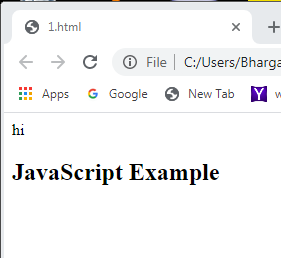 1.html
File C:/Users/Bharga
Apps Google New Tab
hi
JavaScript Example